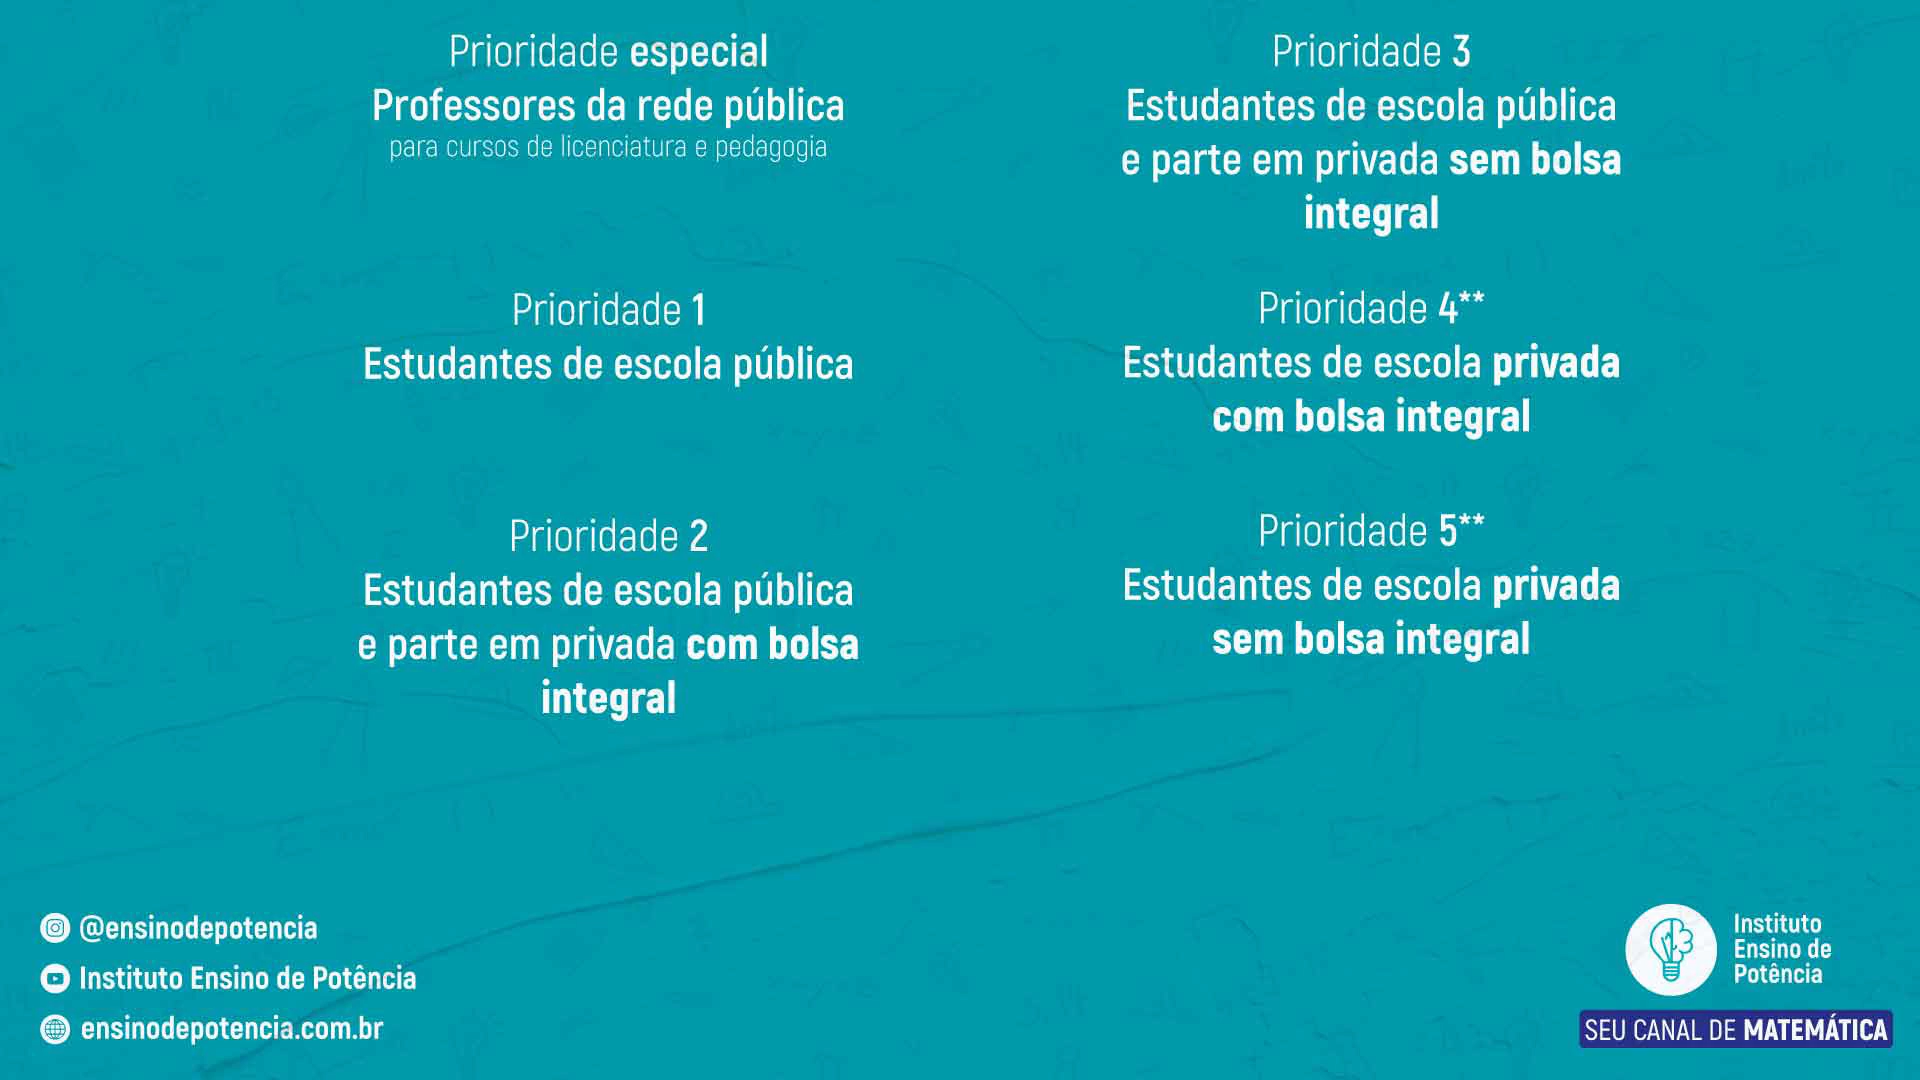 Prioridade especial
Professores da rede pública
para cursos de licenciatura e pedagogia
Prioridade 1
Estudantes de escola pública
Prioridade 2
Estudantes de escola pública
e parte em privada com bolsa
integral
Prioridade 3
Estudantes de escola pública
e parte em privada sem bolsa
integral
Prioridade 4**
Estudantes de escola privada
com bolsa integral
Prioridade 5**
Estudantes de escola privada
sem bolsa integral
@ensinodepotencia
Instituto Ensino de Potência
ensinodepotencia.com.br
Instituto
Ensino de
Potência
SEU CANAL DE MATEMÁTICA